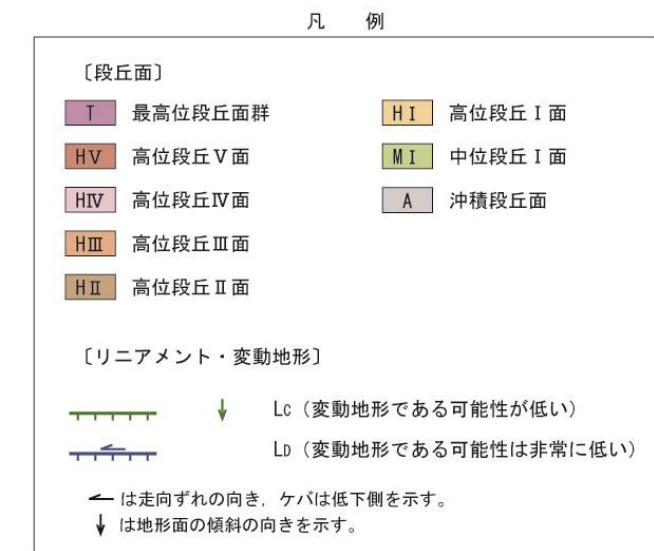 凡 例
〔段丘面〕
T 最高位段丘面群
HⅤ 高位段丘Ⅴ面
HⅣ 高位段丘Ⅳ面
HⅢ 高位段丘Ⅲ面
HⅡ 高位段丘Ⅱ面
HⅠ 高位段丘Ⅰ面
MⅠ 中位段丘Ⅰ面
A 沖積段丘面
〔リニアメント・変動地形〕
LC（変動地形である可能性が低い）
LD（変動地形である可能性は非常に低い）
は走向ずれの向き，ケバは低下側を示す。
は地形面の傾斜の向きを示す。